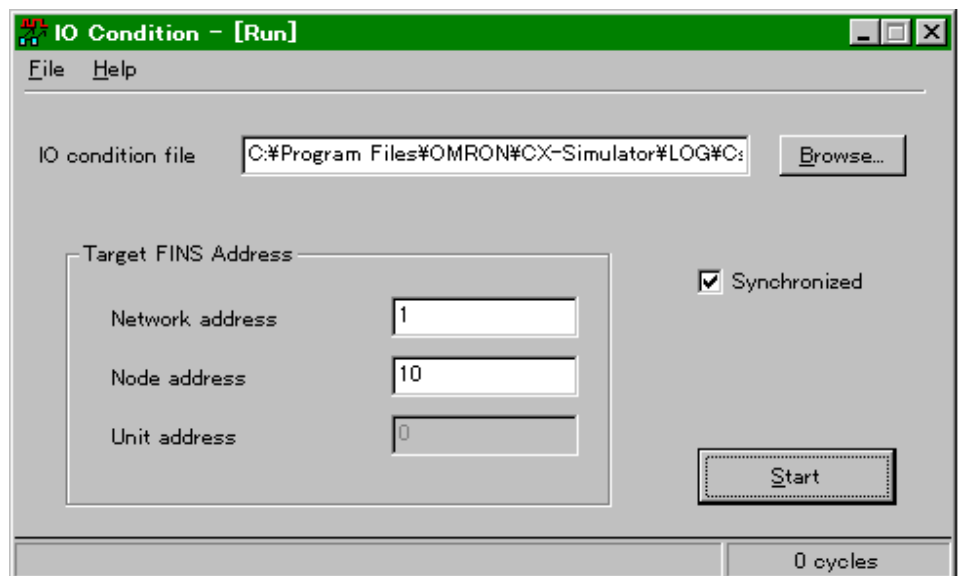 IO Condition - [Run]
File Help
IO condition file C:¥Program Files¥OMRON¥CX-Simulator¥LOG¥Cs Browse...
Target FINS Address
Synchronized
Network address 1
Node address 10
Unit address 0
Start
0 cycles